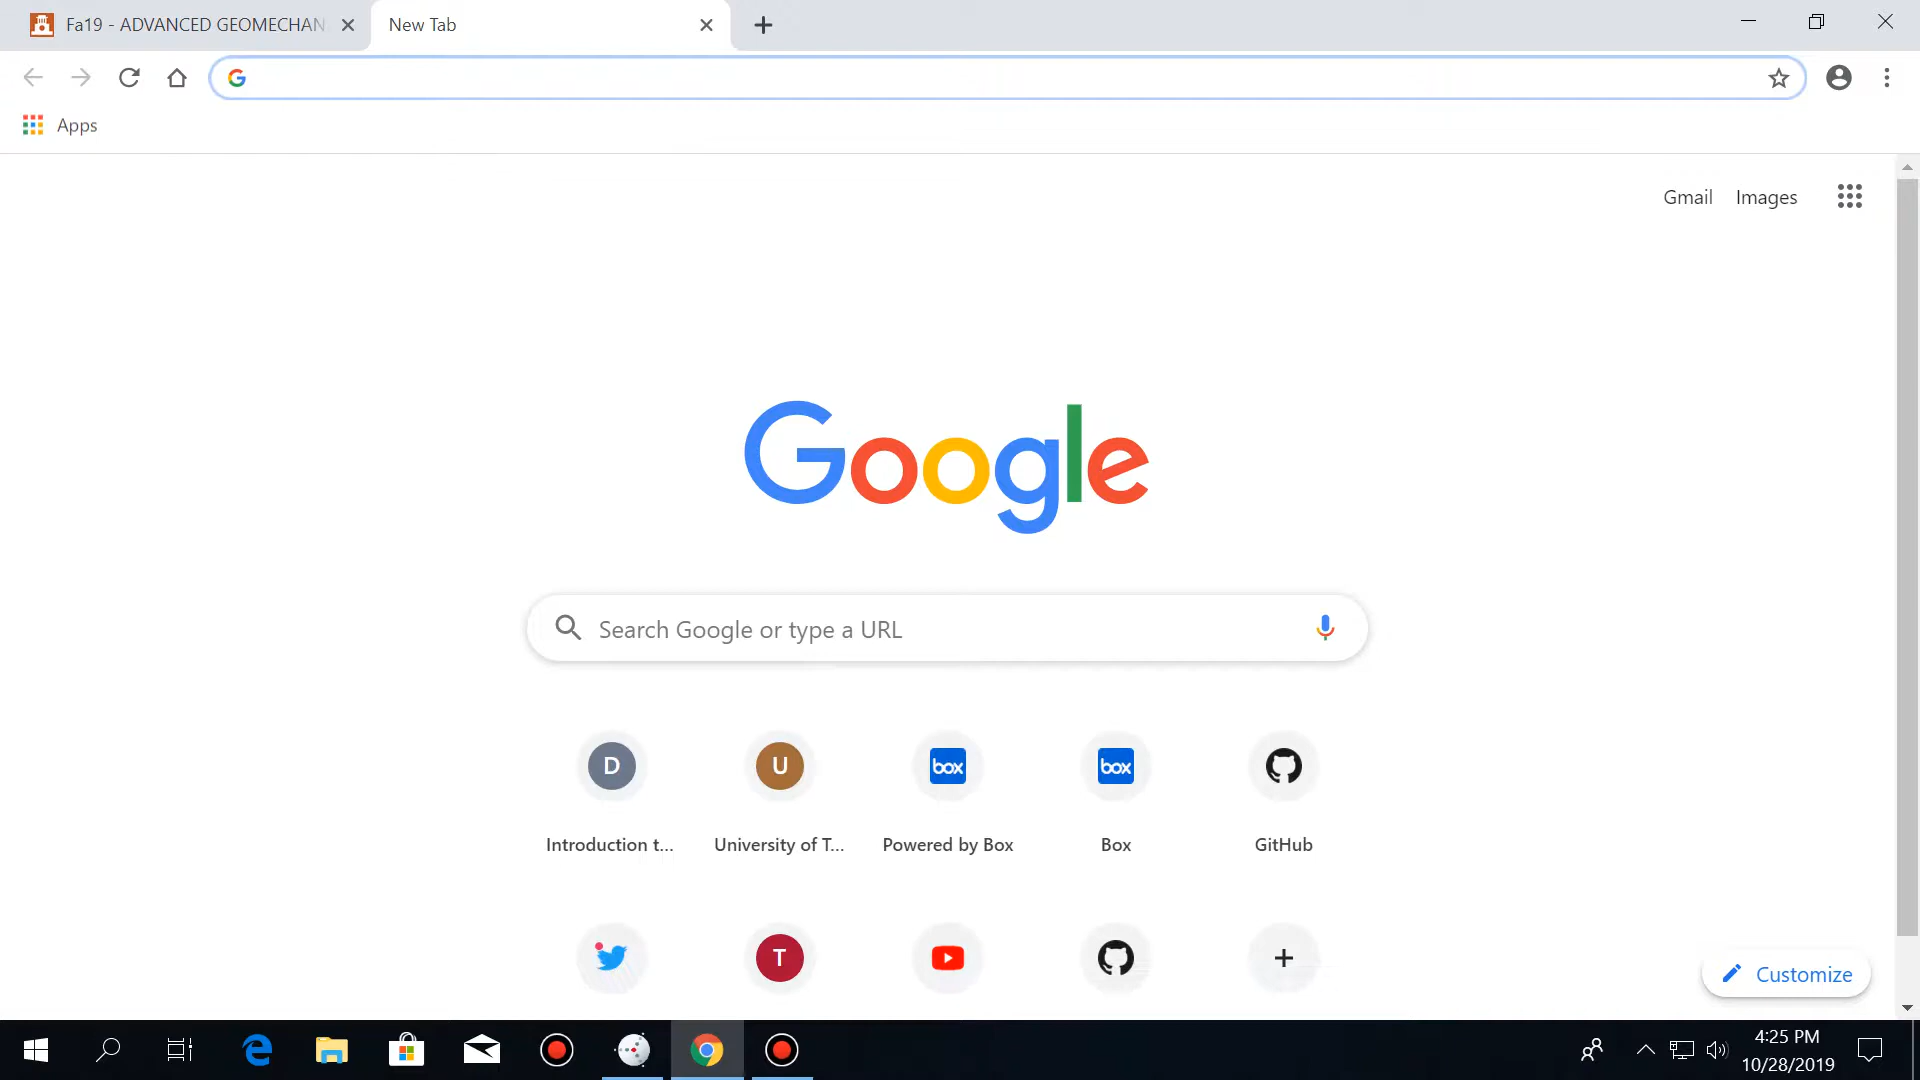 Fa19 - ADVANCED GEOMECHAN
New Tab
Apps
Gmail
Images
Google
Search Google or type a URL
D
U
box
box
Introduction t...
University of T...
Powered by Box
Box
GitHub
T
Customize
4:25 PM
10/28/2019